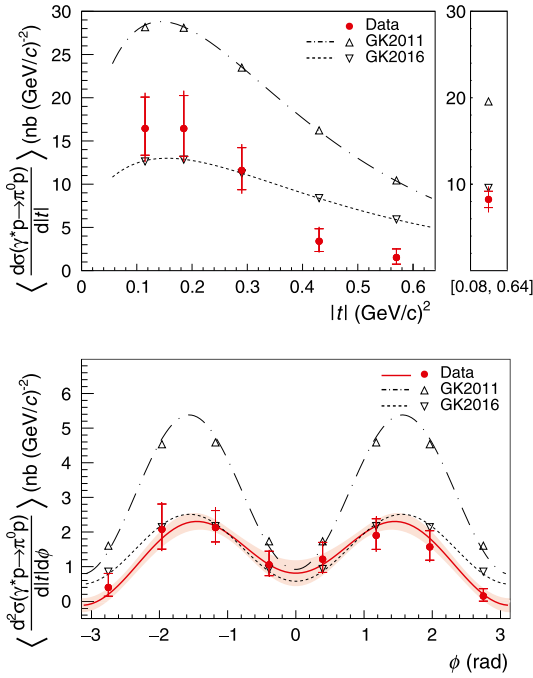 ⟨ dσ(γ*p→π⁰p) / d|t| ⟩ (nb (GeV/c)⁻²)
30
25
20
15
10
5
0
Data
GK2011
GK2016
0 0.1 0.2 0.3 0.4 0.5 0.6
|t| (GeV/c)²
30
20
10
[0.08, 0.64]
⟨ d²σ(γ*p→π⁰p) / d|t|dϕ ⟩ (nb (GeV/c)⁻²)
6
5
4
3
2
1
0
Data
GK2011
GK2016
−3 −2 −1 0 1 2 3
ϕ (rad)